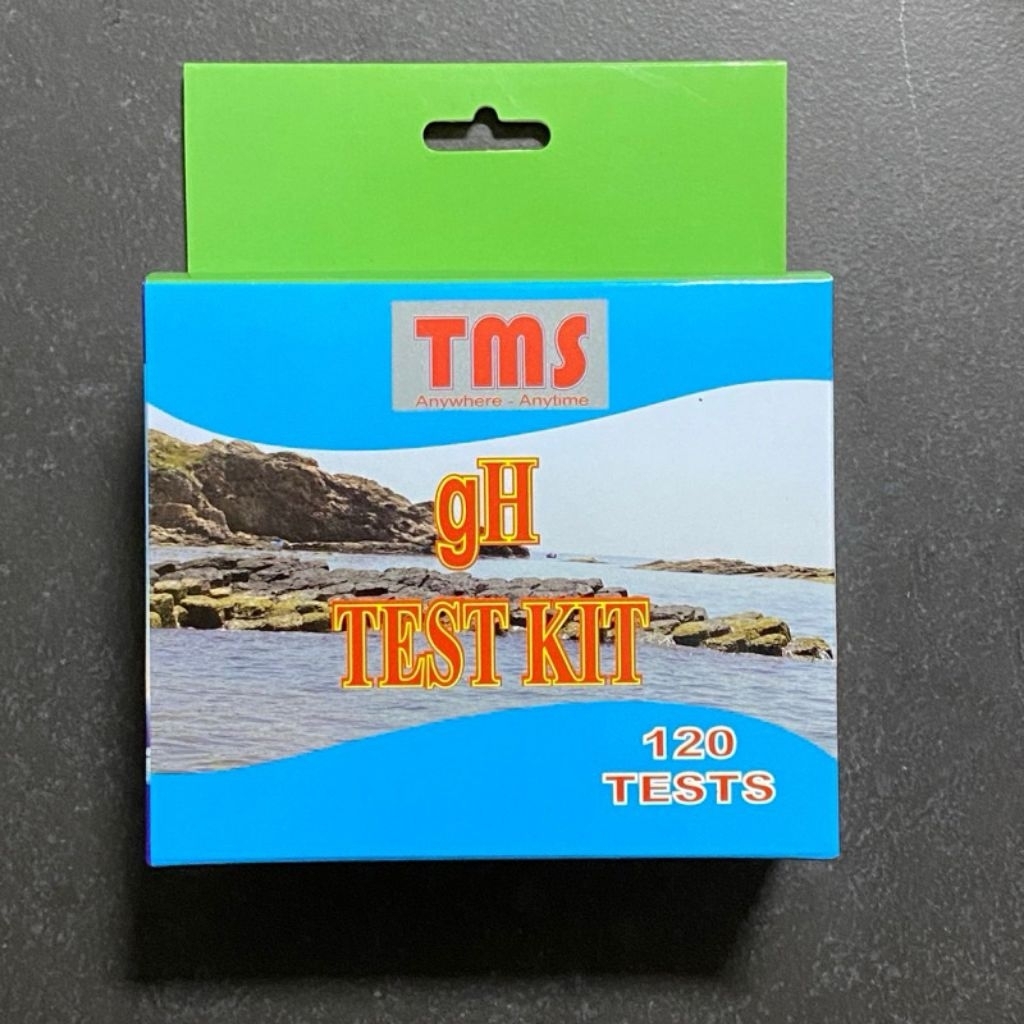 TMS
Anywhere - Anytime
gH
TEST KIT
120
TESTS